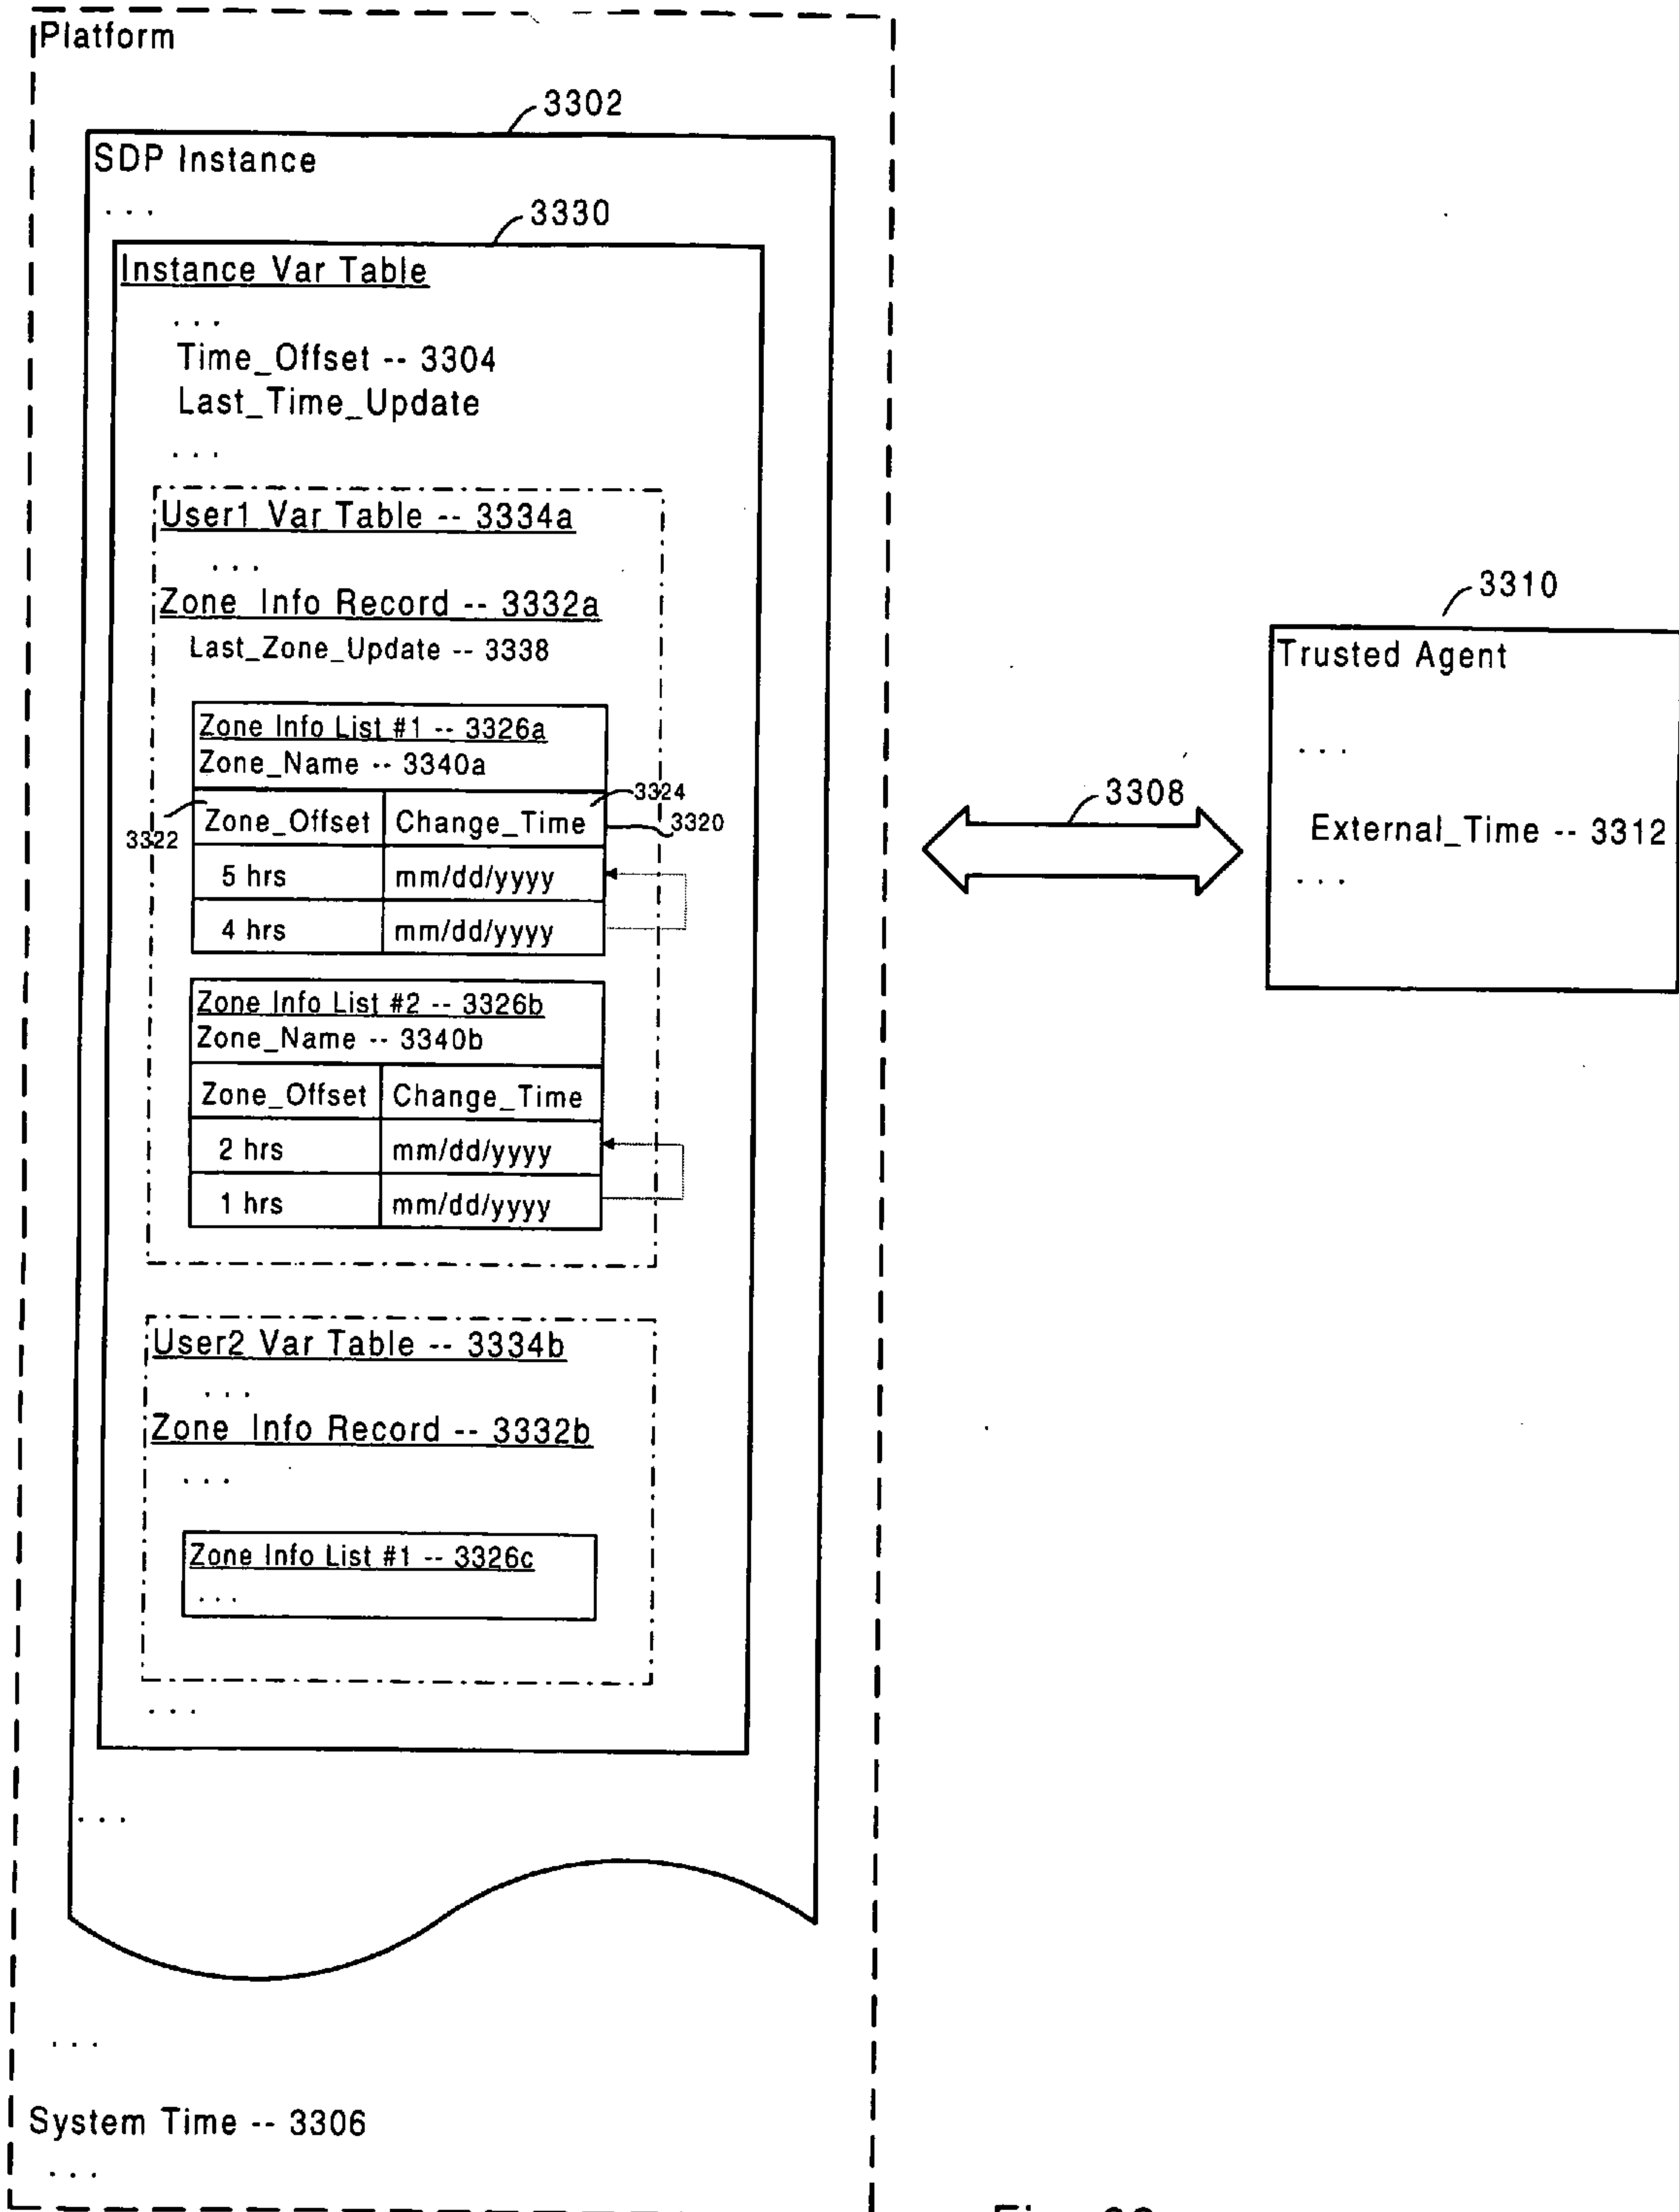 Platform
3302
SDP Instance
...
3330
Instance Var Table
...
Time_Offset -- 3304
Last_Time_Update
...
User1 Var Table -- 3334a
...
Zone Info Record -- 3332a
Last_Zone_Update -- 3338
Zone Info List #1 -- 3326a
Zone_Name -- 3340a
3324
Zone_Offset Change_Time
3320
3322
5 hrs mm/dd/yyyy
4 hrs mm/dd/yyyy
Zone Info List #2 -- 3326b
Zone_Name -- 3340b
Zone_Offset Change_Time
2 hrs mm/dd/yyyy
1 hrs mm/dd/yyyy
User2 Var Table -- 3334b
...
Zone Info Record -- 3332b
...
Zone Info List #1 -- 3326c
...
...
...
...
System Time -- 3306
...
3308
3310
Trusted Agent
...
External_Time -- 3312
...